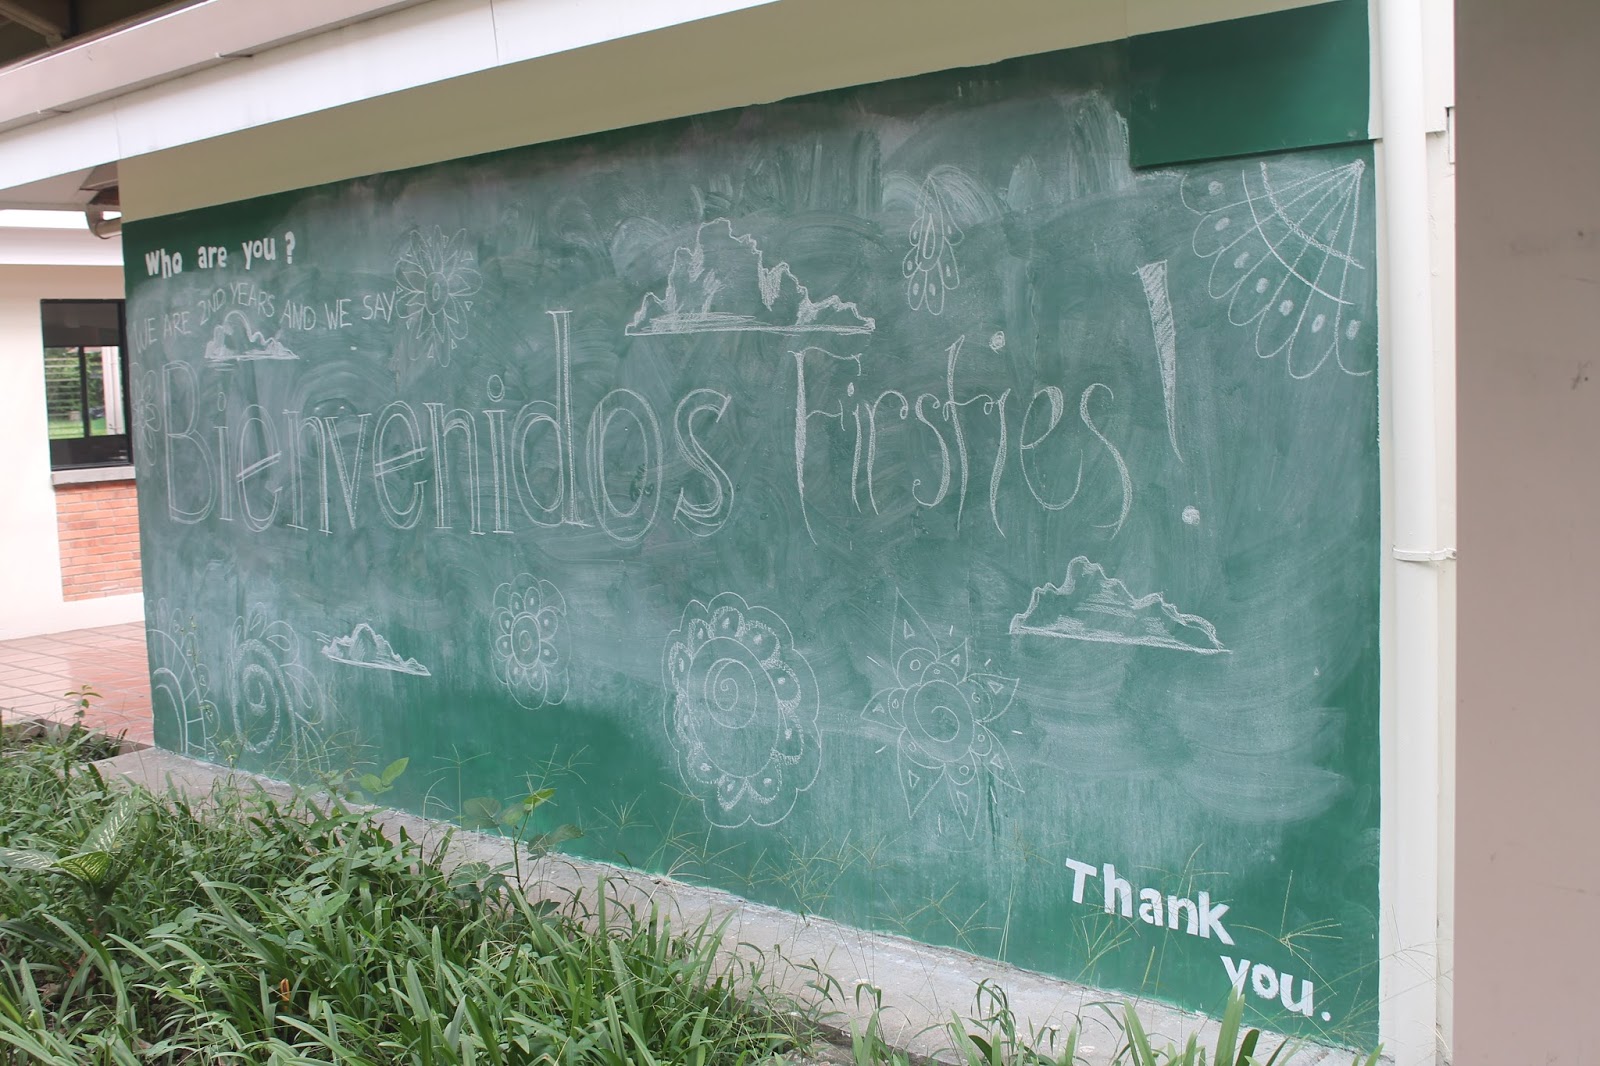 Who are you?
WE ARE 2ND YEARS AND WE SAY
Bienvenidos Firsties!
Thank
you.